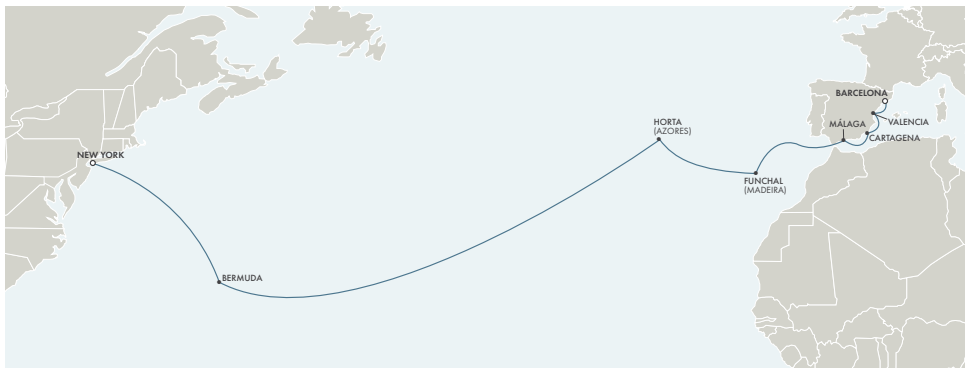 NEW YORK
BERMUDA
HORTA
(AZORES)
FUNCHAL
(MADEIRA)
MÁLAGA
BARCELONA
VALENCIA
CARTAGENA